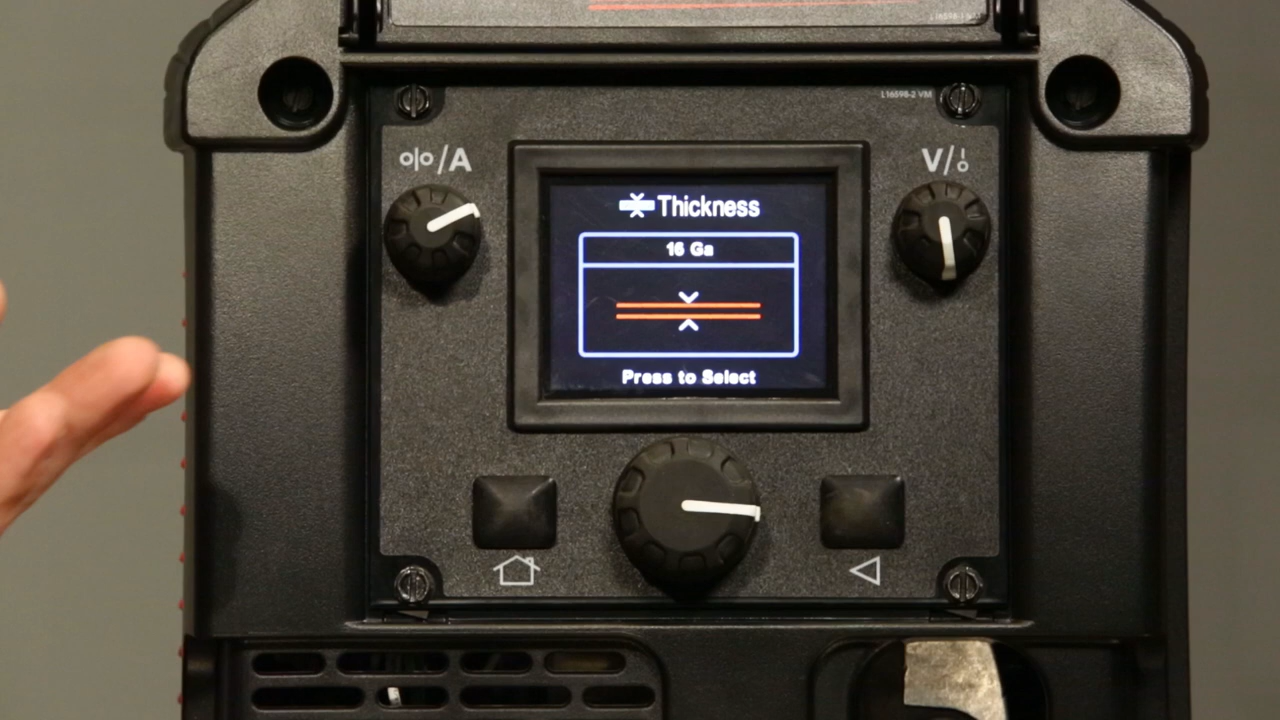 L16598-2 VM
/A
V/
Thickness
16 Ga
Press to Select